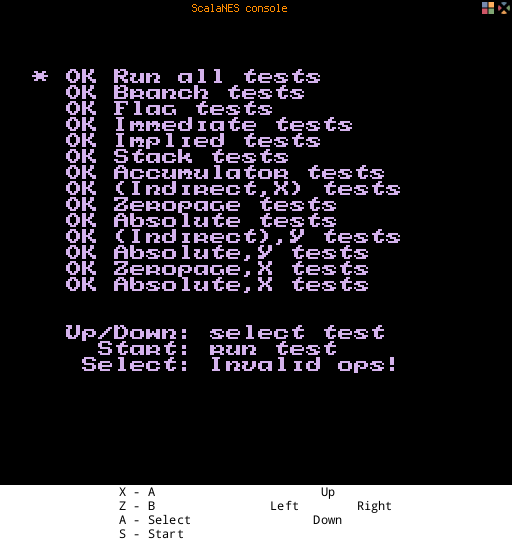 ScalaNES console
* OK Run all tests
OK Branch tests
OK Flag tests
OK Immediate tests
OK Implied tests
OK Stack tests
OK Accumulator tests
OK (Indirect,X) tests
OK Zeropage tests
OK Absolute tests
OK (Indirect),Y tests
OK Absolute,Y tests
OK Zeropage,X tests
OK Absolute,X tests
Up/Down: select test
Start: run test
Select: Invalid ops!
X - A Up
Z - B Left Right
A - Select Down
S - Start